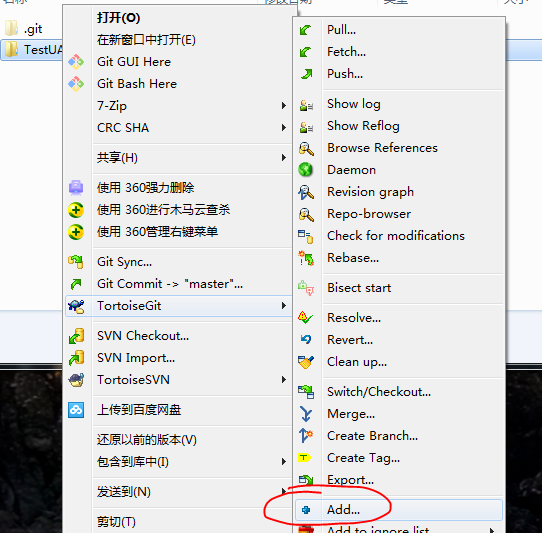 .git
TestUA
打开(O)
在新窗口中打开(E)
Git GUI Here
Git Bash Here
7-Zip
CRC SHA
共享(H)
使用 360强力删除
使用 360进行木马云查杀
使用 360管理右键菜单
Git Sync...
Git Commit -> "master"...
TortoiseGit
SVN Checkout...
SVN Import...
TortoiseSVN
上传到百度网盘
还原以前的版本(V)
包含到库中(I)
发送到(N)
剪切(T)
Pull...
Fetch...
Push...
Show log
Show Reflog
Browse References
Daemon
Revision graph
Repo-browser
Check for modifications
Rebase...
Bisect start
Resolve...
Revert...
Clean up...
Switch/Checkout...
Merge...
Create Branch...
Create Tag...
Export...
Add...
Add to ignore list